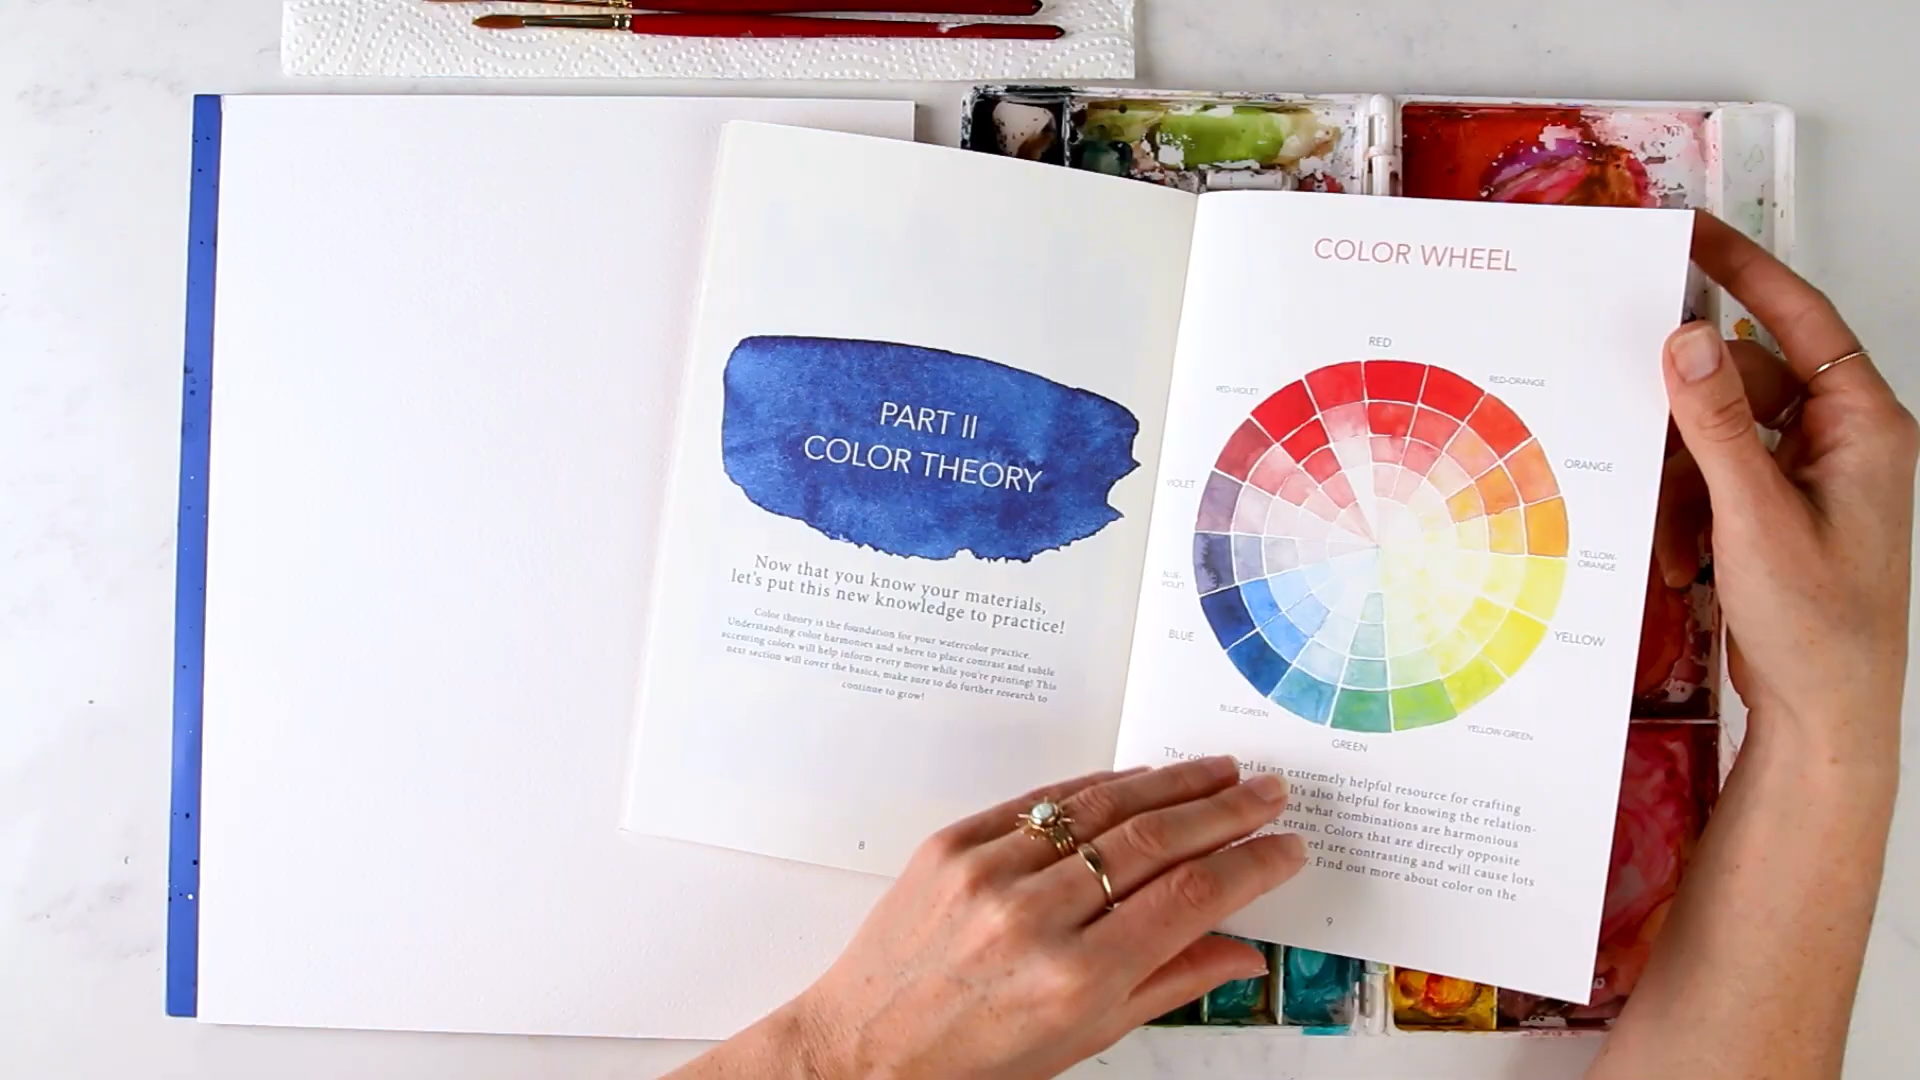 PART II
COLOR THEORY
Now that you know your materials,
let's put this new knowledge to practice!
Color theory is the foundation for your watercolor practice.
Understanding color harmonies and where to place contrast and subtle
accenting colors will help inform every move while you're painting! This
next section will cover the basics, make sure to do further research to
continue to grow!
8
COLOR WHEEL
RED
RED-VIOLET
RED-ORANGE
VIOLET
ORANGE
BLUE-
VIOLET
YELLOW-
ORANGE
BLUE
YELLOW
BLUE-GREEN
YELLOW-GREEN
GREEN
The is an extremely helpful resource for crafting
It's also helpful for knowing the relation-
what combinations are harmonious
strain. Colors that are directly opposite
are contrasting and will cause lots
Find out more about color on the
9